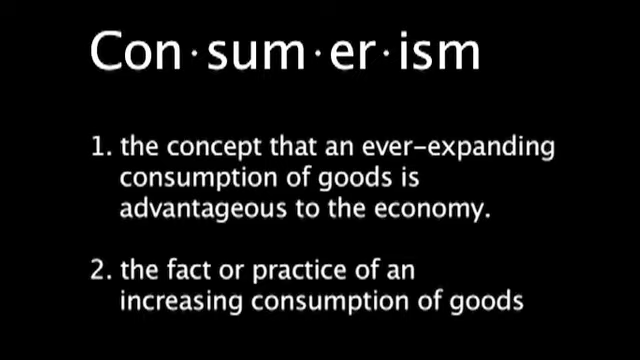 Con·sum·er·ism
1. the concept that an ever-expanding
consumption of goods is
advantageous to the economy.
2. the fact or practice of an
increasing consumption of goods